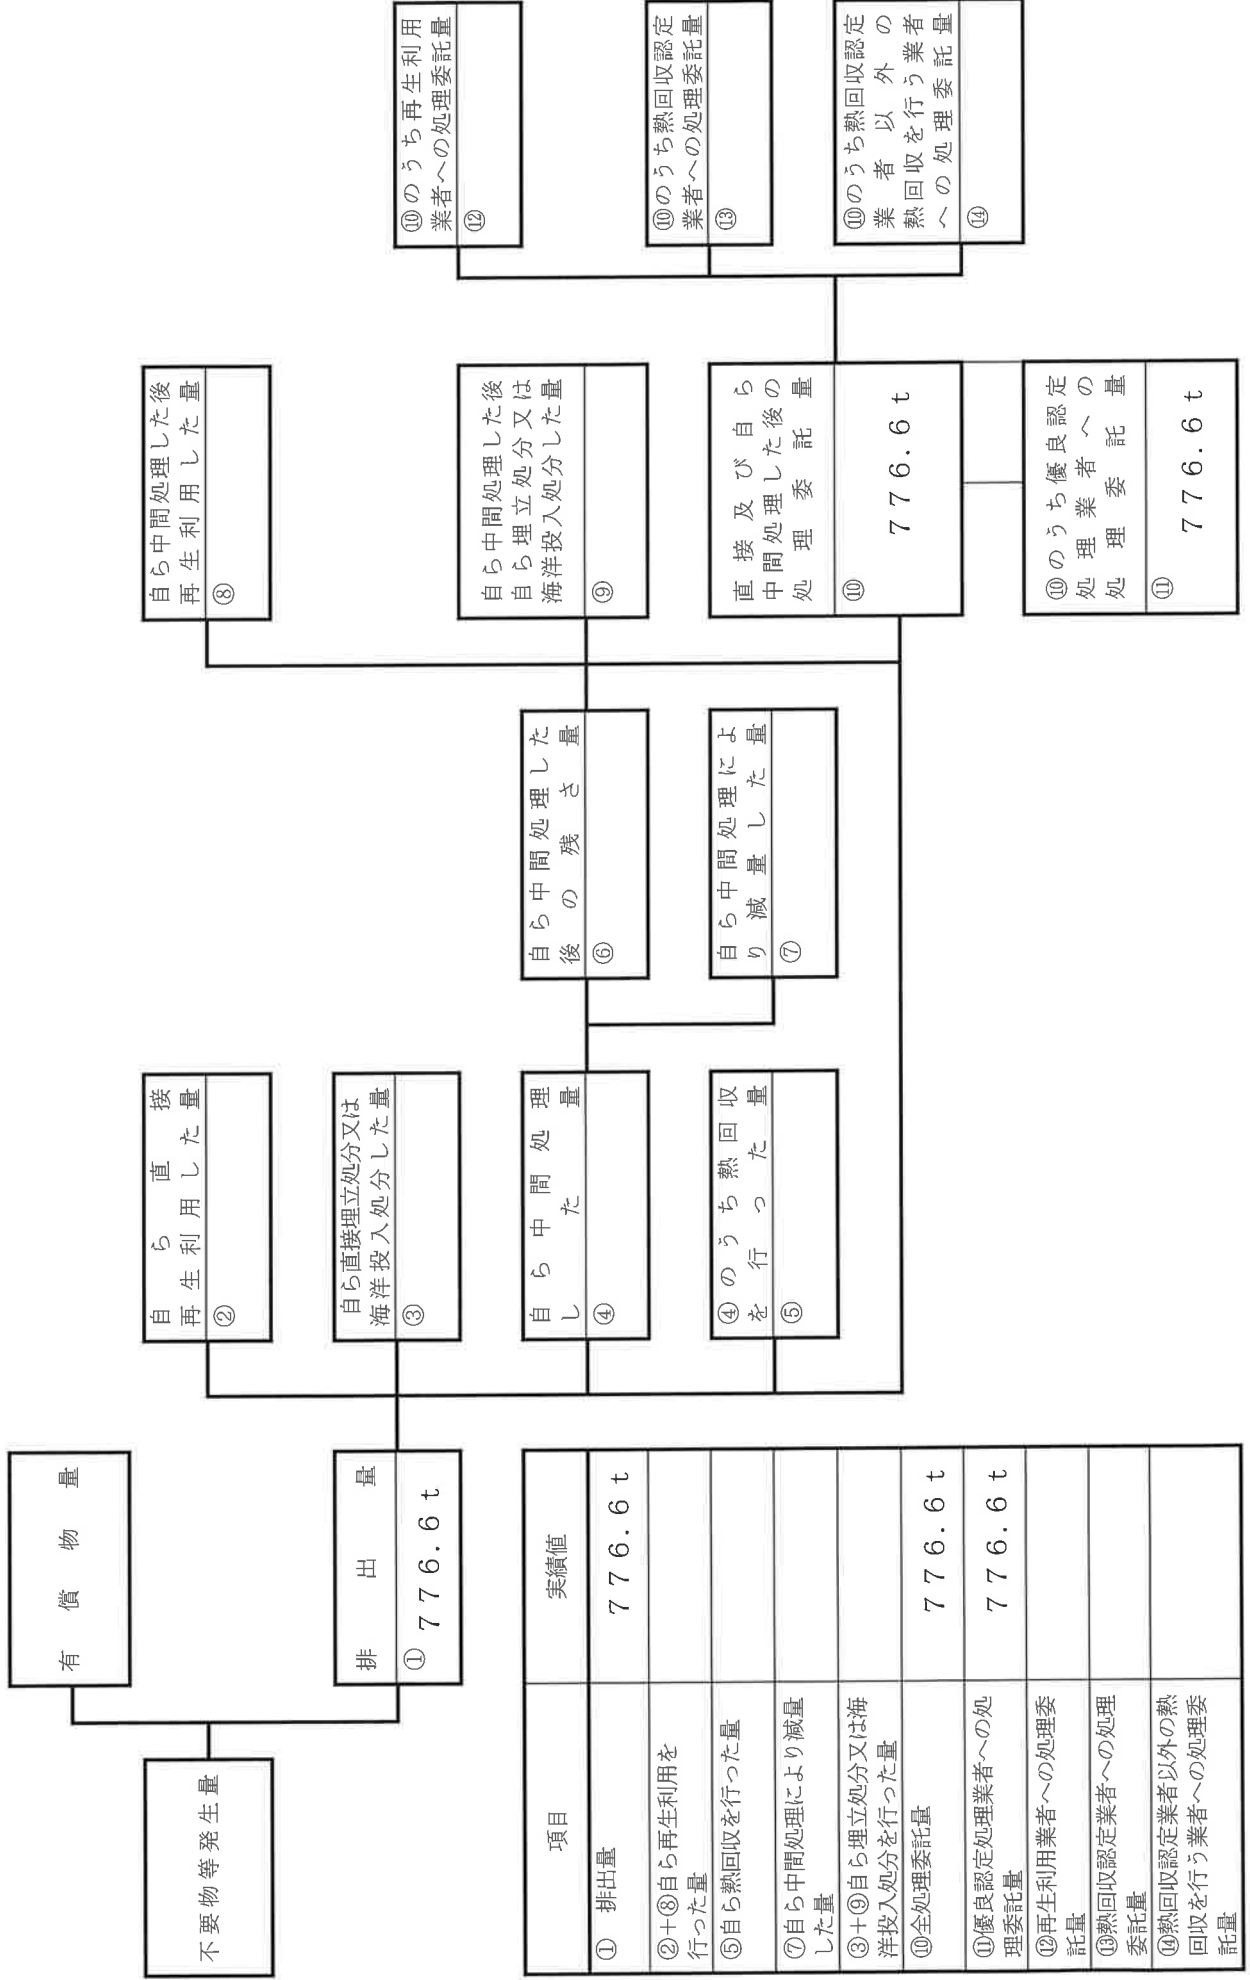 不要物等発生量
有償物量
排出量
① 776.6t
自ら直接
再生利用した量
②
自ら直接埋立処分又は
海洋投入処分した量
③
自ら中間処理
した量
④
④のうち熱回収
を行った量
⑤
自ら中間処理した
後の残さ量
⑥
自ら中間処理によ
り減量した量
⑦
自ら中間処理した後
再生利用した量
⑧
自ら中間処理した後
自ら埋立処分又は
海洋投入処分した量
⑨
直接及び自ら
中間処理した後の
処理委託量
⑩
776.6t
⑩のうち優良認定
処理業者への
処理委託量
⑪
776.6t
⑩のうち再生利用
業者への処理委託量
⑫
⑩のうち熱回収認定
業者への処理委託量
⑬
⑩のうち熱回収認定
業者以外の
熱回収を行う業者
への処理委託量
⑭
項目 実績値
① 排出量 776.6t
②+⑧自ら再生利用を
行った量
⑤自ら熱回収を行った量
⑦自ら中間処理により減量
した量
③+⑨自ら埋立処分又は海
洋投入処分を行った量
⑩全処理委託量 776.6t
⑪優良認定処理業者への処
理委託量 776.6t
⑫再生利用業者への処理委
託量
⑬熱回収認定業者への処理
委託量
⑭熱回収認定業者以外の熱
回収を行う業者への処理委
託量